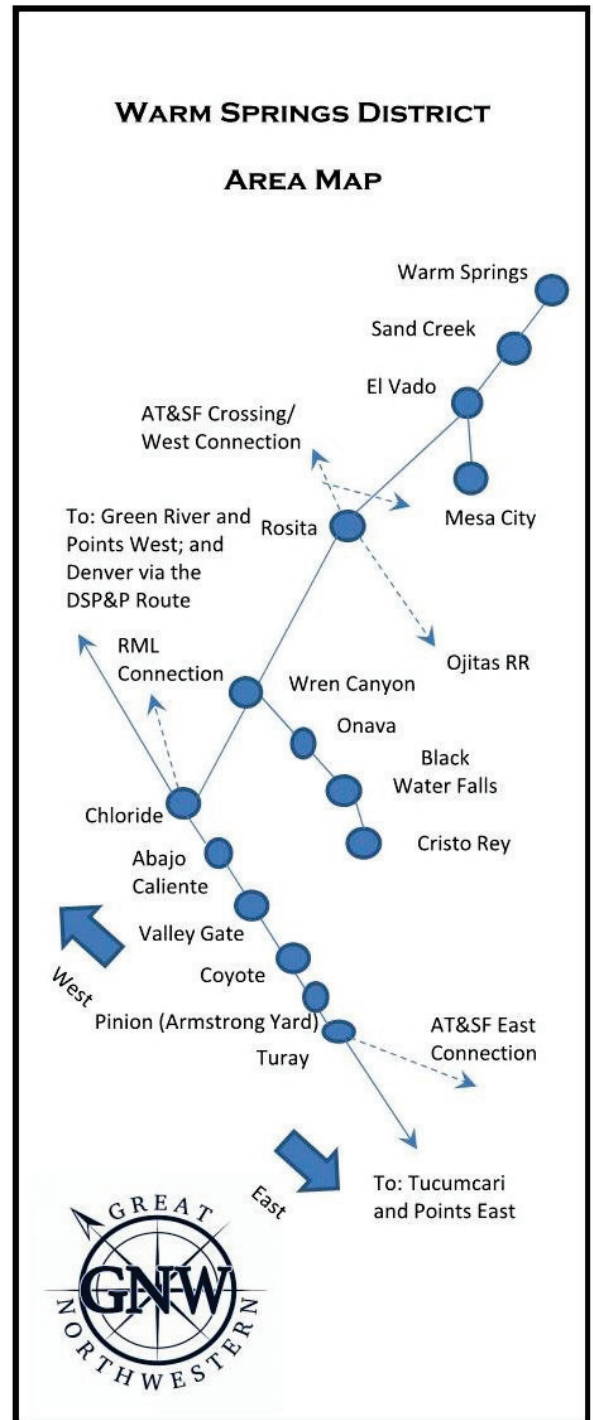 WARM SPRINGS DISTRICT
AREA MAP
Warm Springs
Sand Creek
El Vado
AT&SF Crossing/
West Connection
Mesa City
To: Green River and
Points West; and
Denver via the
DSP&P Route
Rosita
Ojitas RR
RML
Connection
Wren Canyon
Onava
Black
Water Falls
Chloride
Cristo Rey
Abajo
Caliente
Valley Gate
West
Coyote
Pinion (Armstrong Yard)
Turay
AT&SF East
Connection
East
To: Tucumcari
and Points East
GREAT
GNW
NORTHWESTERN